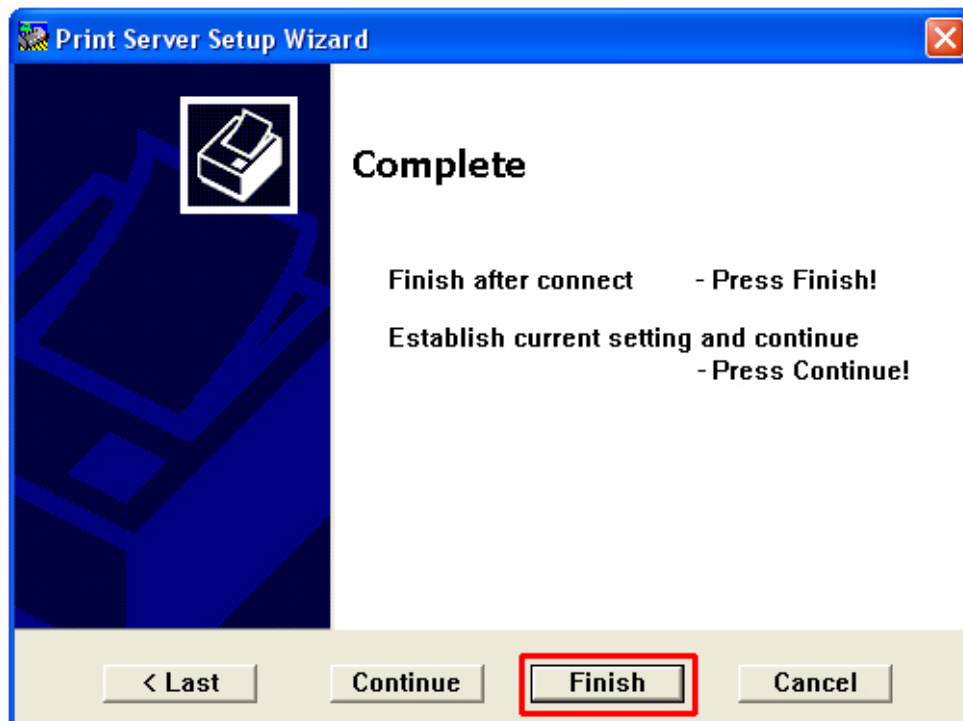 Print Server Setup Wizard
Complete
Finish after connect - Press Finish!
Establish current setting and continue
- Press Continue!
< Last Continue Finish Cancel